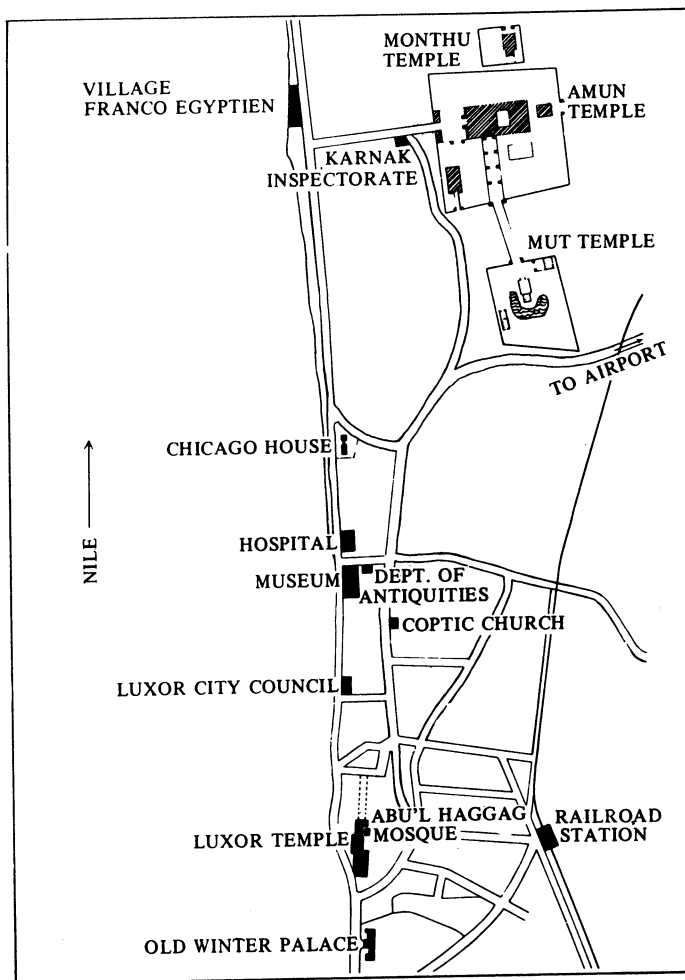 MONTHU
TEMPLE
VILLAGE
FRANCO EGYPTIEN
AMUN
TEMPLE
KARNAK
INSPECTORATE
MUT TEMPLE
TO AIRPORT
CHICAGO HOUSE
NILE
HOSPITAL
MUSEUM
DEPT. OF
ANTIQUITIES
COPTIC CHURCH
LUXOR CITY COUNCIL
ABU'L HAGGAG
MOSQUE
RAILROAD
STATION
LUXOR TEMPLE
OLD WINTER PALACE